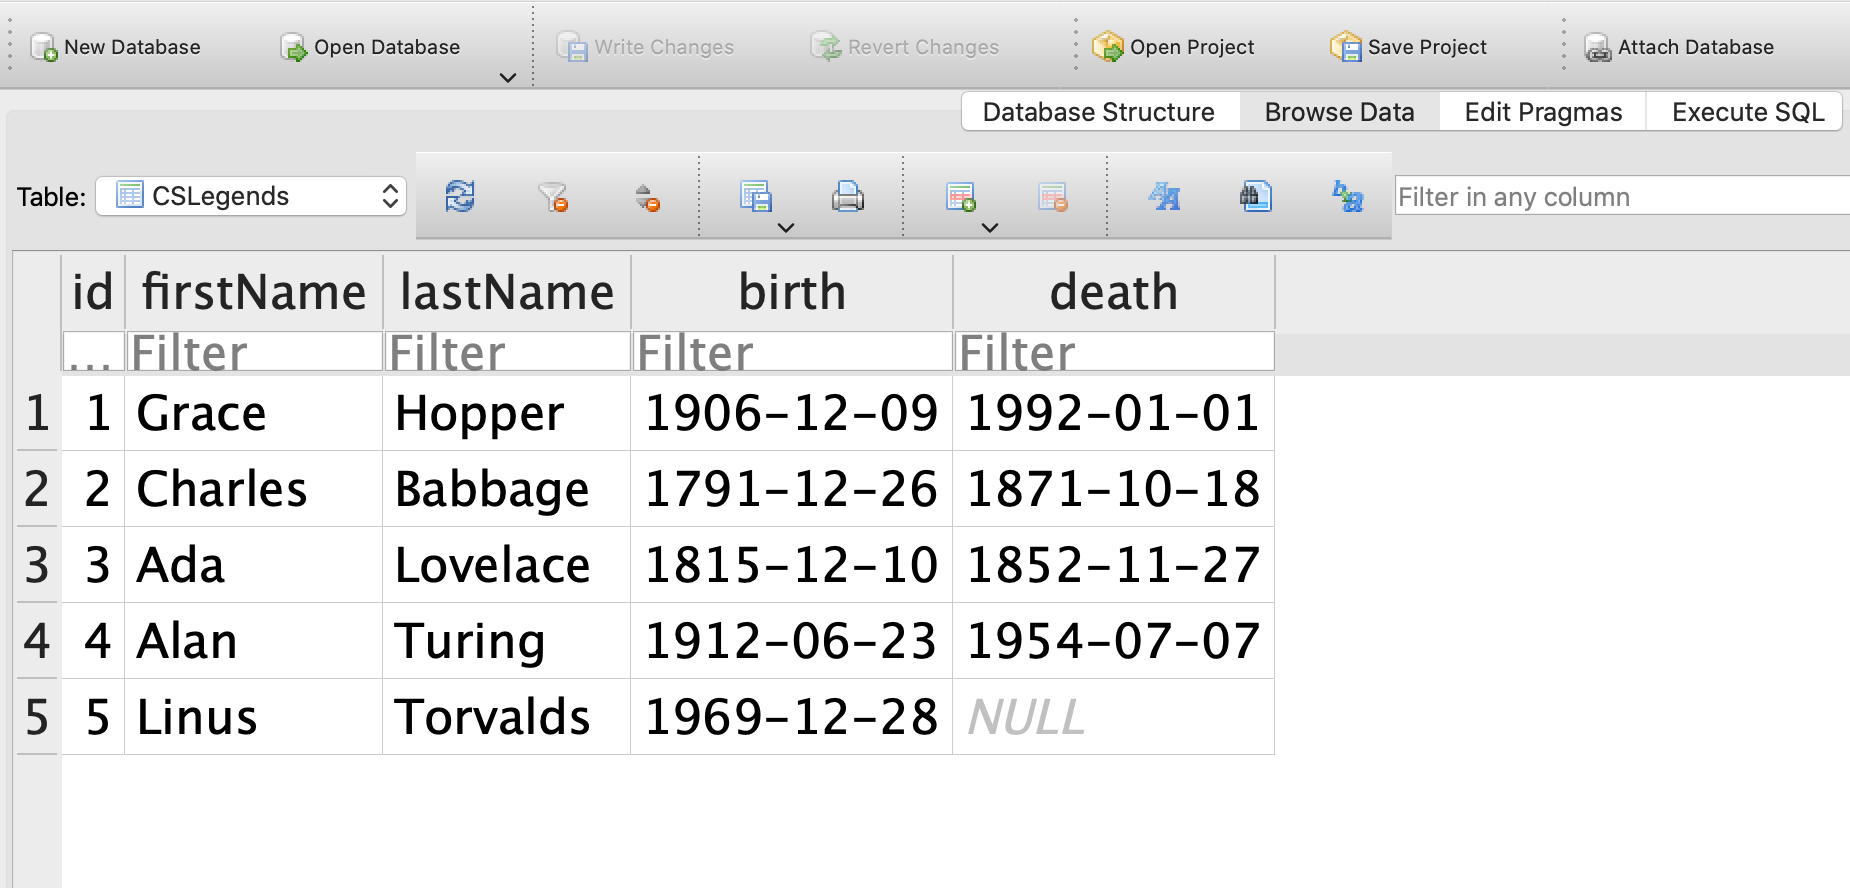 New Database Open Database Write Changes Revert Changes Open Project Save Project Attach Database
Database Structure Browse Data Edit Pragmas Execute SQL
Table: CSLegends Filter in any column
id firstName lastName birth death
... Filter Filter Filter Filter
1 1 Grace Hopper 1906-12-09 1992-01-01
2 2 Charles Babbage 1791-12-26 1871-10-18
3 3 Ada Lovelace 1815-12-10 1852-11-27
4 4 Alan Turing 1912-06-23 1954-07-07
5 5 Linus Torvalds 1969-12-28 NULL